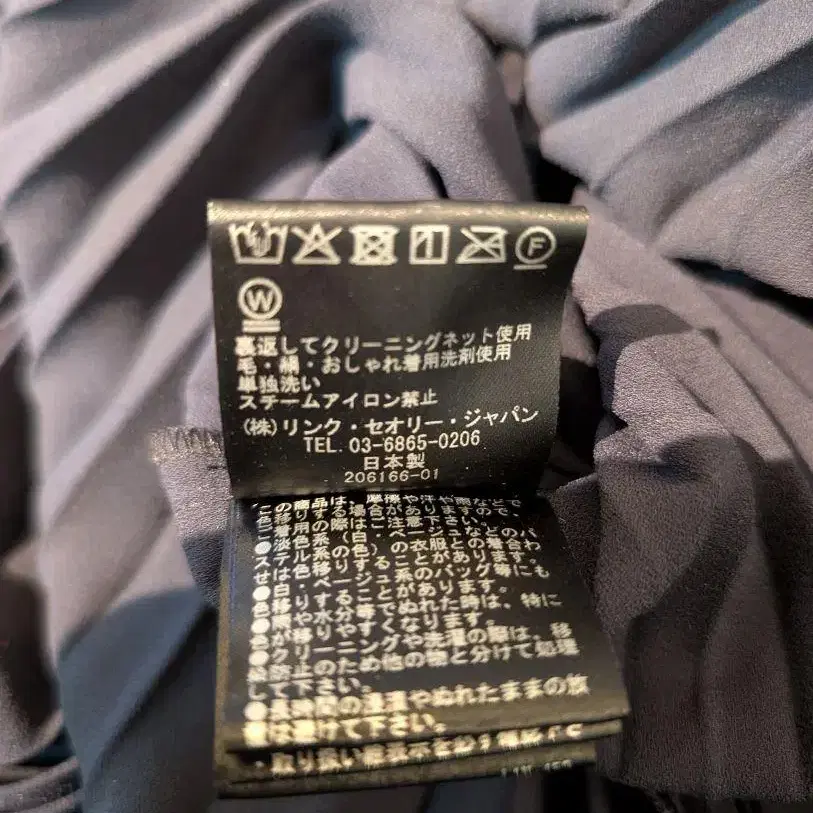 F
W
裏返してクリーニングネット使用
毛・絹・おしゃれ着用洗剤使用
単独洗い
スチームアイロン禁止
(株)リンク・セオリー・ジャパン
TEL. 03-6865-0206
日本製
206166-01
この商品は、摩擦や汗や雨などで
色移りする場合がありますので、
ご着用の際はご注意下さい。
●淡色系(白・ベージュなどのパ
ステル系の色)の衣服との着合わ
せは色移りすることがあります。
●白・ベージュ系のバッグ等にも
色移りすることがあります。
●雨や水分等でぬれた時は、特に
色が移りやすくなります。
●クリーニングや洗濯の際は、移
染防止のため他の物と分けて処理
して下さい。
●長時間の浸漬やぬれたままの放
置は避けて下さい。
・取り扱い絵表示を